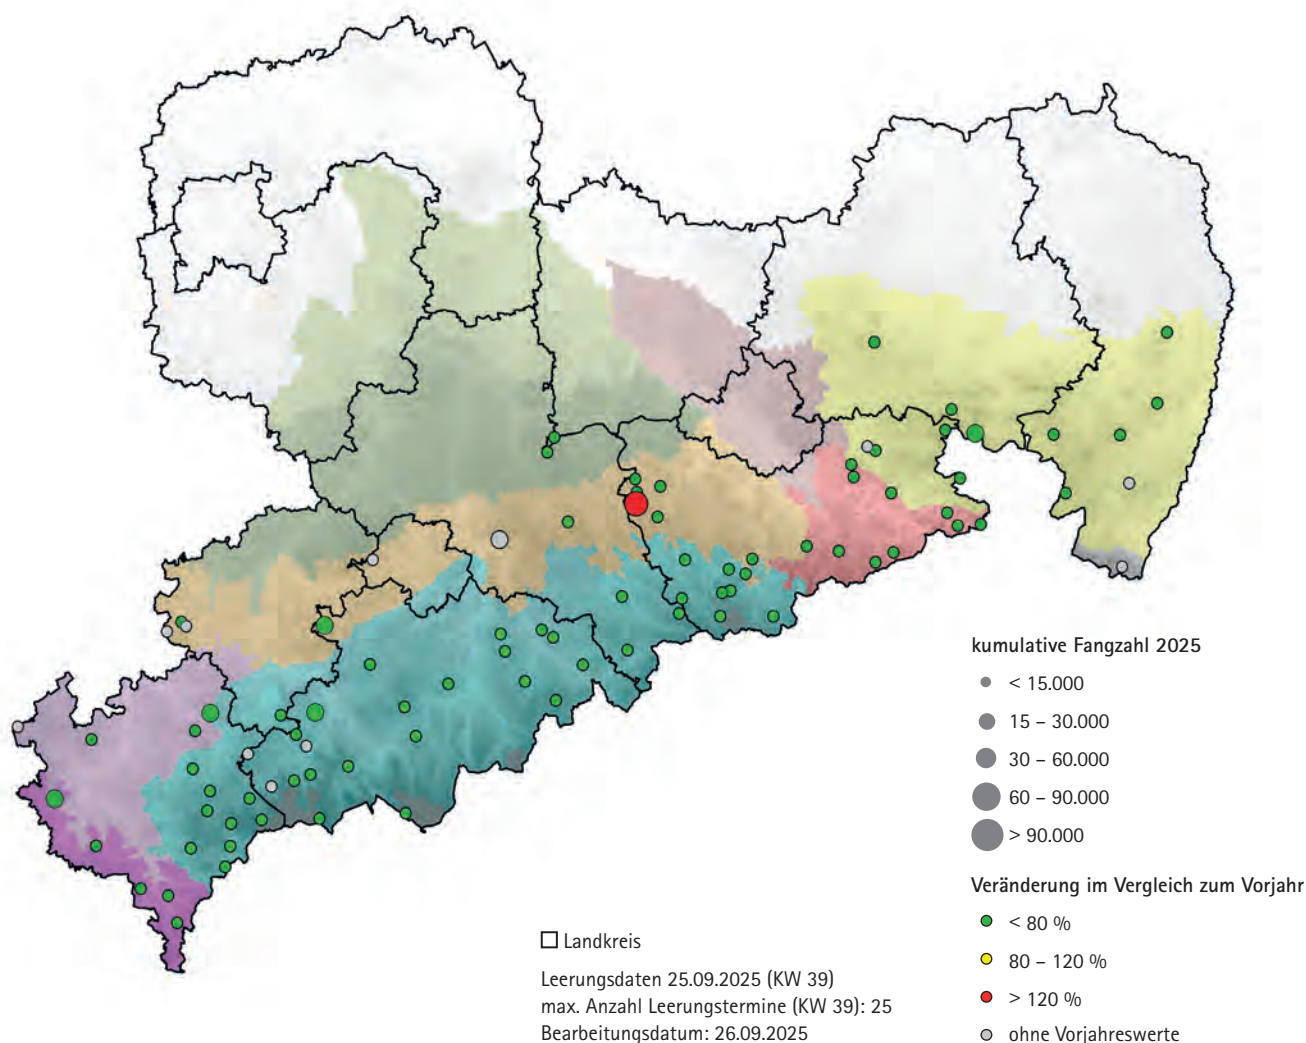 kumulative Fangzahl 2025
< 15.000
15 – 30.000
30 – 60.000
60 – 90.000
> 90.000
Veränderung im Vergleich zum Vorjahr
< 80 %
80 – 120 %
> 120 %
ohne Vorjahreswerte
Landkreis
Leerungsdaten 25.09.2025 (KW 39)
max. Anzahl Leerungstermine (KW 39): 25
Bearbeitungsdatum: 26.09.2025